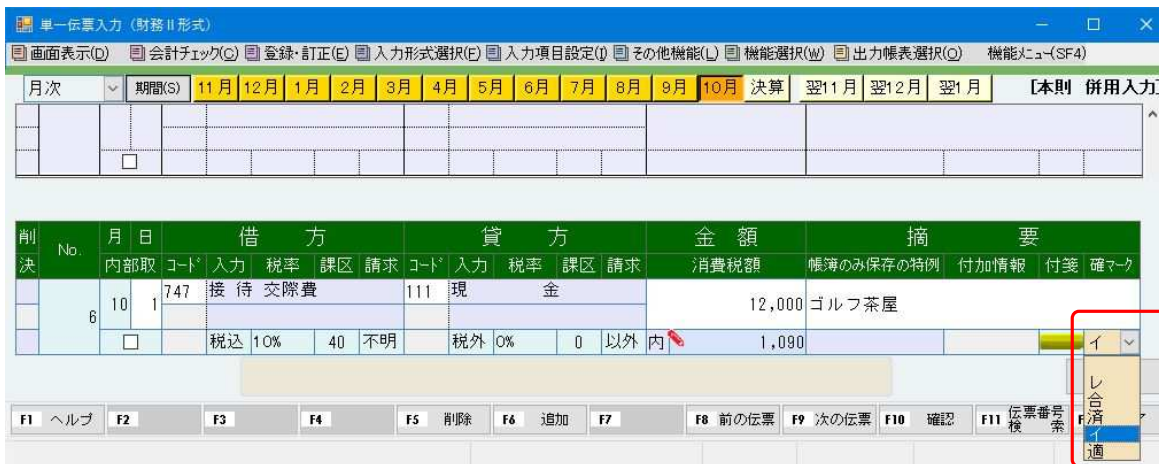 単一伝票入力（財務Ⅱ形式）
画面表示(D) 会計チェック(C) 登録･訂正(E) 入力形式選択(F) 入力項目設定(I) その他機能(L) 機能選択(W) 出力帳表選択(O) 機能ﾒﾆｭｰ(SF4)
月次 期間(S) 11月 12月 1月 2月 3月 4月 5月 6月 7月 8月 9月 10月 決算 翌11月 翌12月 翌1月 [本則 併用入力]
削 No. 月 日 借 方 貸 方 金 額 摘 要
決 内部取 ｺｰﾄﾞ 入力 税率 課区 請求 ｺｰﾄﾞ 入力 税率 課区 請求 消費税額 帳簿のみ保存の特例 付加情報 付箋 確ﾏｰｸ
6 10 1 747 接 待 交際費 111 現 金 12,000 ゴルフ茶屋
税込 10% 40 不明 税外 0% 0 以外 内 1,090 イ
レ
合
済
イ
適
F1 ヘルプ F2 F3 F4 F5 削除 F6 追加 F7 F8 前の伝票 F9 次の伝票 F10 確認 F11 伝票番号検索